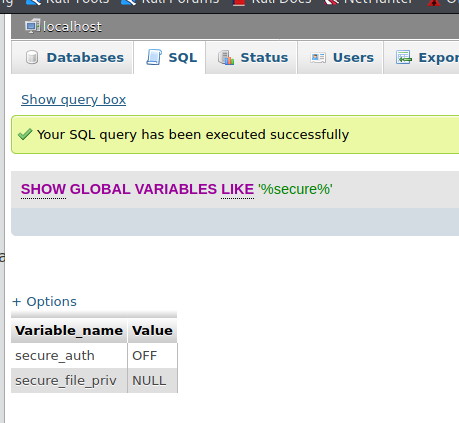 Kali Tools Kali Forums Kali Docs NetHunter
localhost
Databases SQL Status Users Expor
Show query box
Your SQL query has been executed successfully
SHOW GLOBAL VARIABLES LIKE '%secure%'
+ Options
Variable_name Value
secure_auth OFF
secure_file_priv NULL